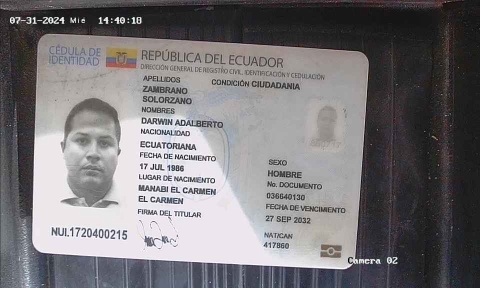 07-31-2024 Mié 14:40:18
CÉDULA DE IDENTIDAD
REPÚBLICA DEL ECUADOR
DIRECCIÓN GENERAL DE REGISTRO CIVIL, IDENTIFICACIÓN Y CEDULACIÓN
APELLIDOS
CONDICIÓN CIUDADANÍA
ZAMBRANO
SOLORZANO
NOMBRES
DARWIN ADALBERTO
NACIONALIDAD
ECUATORIANA
FECHA DE NACIMIENTO
17 JUL 1986
LUGAR DE NACIMIENTO
MANABI EL CARMEN
EL CARMEN
FIRMA DEL TITULAR
SEXO
HOMBRE
No. DOCUMENTO
036640130
FECHA DE VENCIMIENTO
27 SEP 2032
NAT/CAN
417860
NUI.1720400215
Camera 02